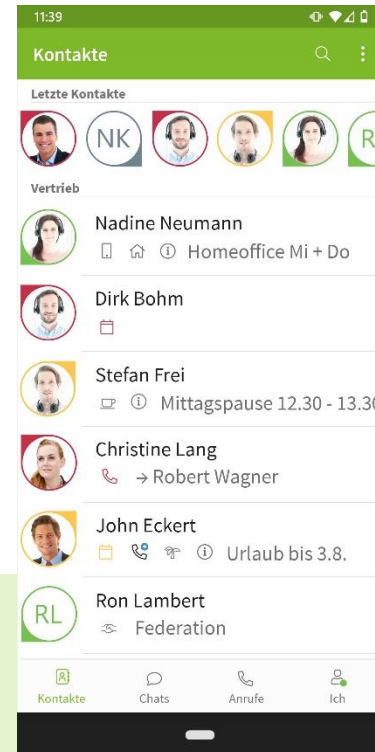 11:39
Kontakte
Letzte Kontakte
NK
R
Vertrieb
Nadine Neumann
Homeoffice Mi + Do
Dirk Bohm
Stefan Frei
Mittagspause 12.30 - 13.30
Christine Lang
→ Robert Wagner
John Eckert
Urlaub bis 3.8.
RL
Ron Lambert
Federation
Kontakte Chats Anrufe Ich